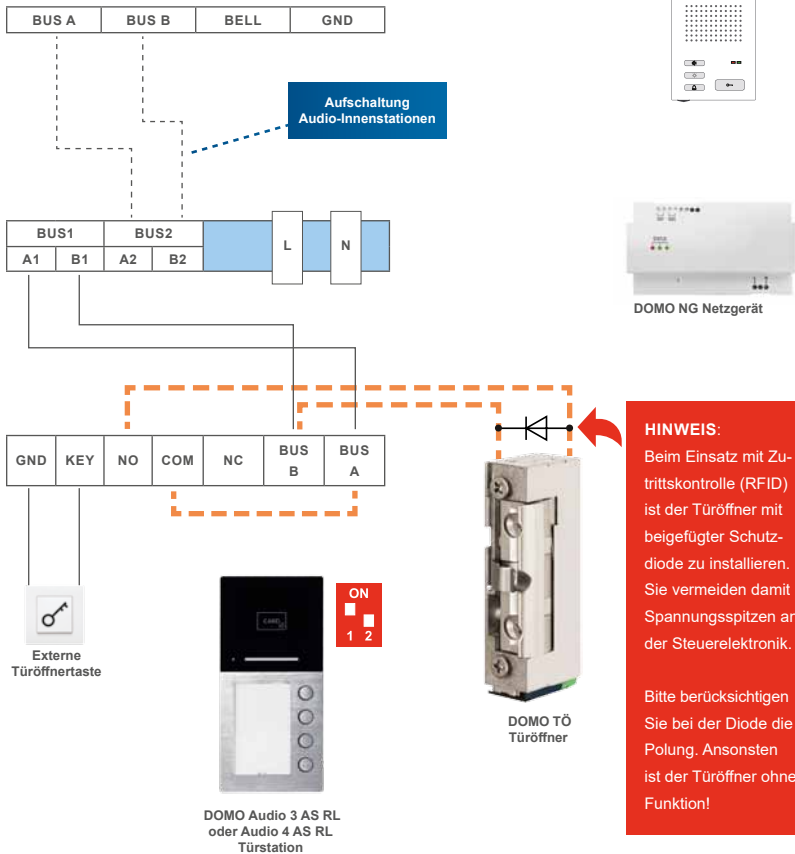 BUS A BUS B BELL GND
Aufschaltung
Audio-Innenstationen
BUS1 BUS2
A1 B1 A2 B2
L N
DOMO NG Netzgerät
GND KEY NO COM NC BUS B BUS A
Externe
Türöffnertaste
CARD
ON
1 2
DOMO Audio 3 AS RL
oder Audio 4 AS RL
Türstation
DOMO TÖ
Türöffner
HINWEIS:
Beim Einsatz mit Zu-
trittskontrolle (RFID)
ist der Türöffner mit
beigefügter Schutz-
diode zu installieren.
Sie vermeiden damit
Spannungsspitzen an
der Steuerelektronik.
Bitte berücksichtigen
Sie bei der Diode die
Polung. Ansonsten
ist der Türöffner ohne
Funktion!